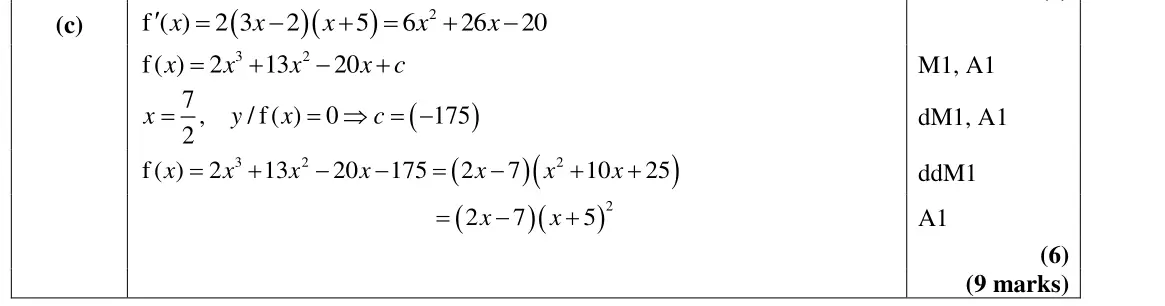 (c) f′(x) = 2(3x−2)(x+5) = 6x² + 26x − 20
f(x) = 2x³ + 13x² − 20x + c M1, A1
x = 7/2, y / f(x) = 0 ⇒ c = (−175) dM1, A1
f(x) = 2x³ + 13x² − 20x − 175 = (2x−7)(x² + 10x + 25) ddM1
= (2x−7)(x+5)² A1
(6)
(9 marks)